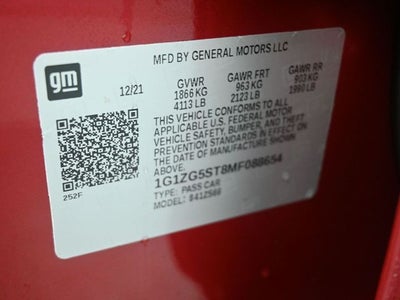 gm
MFD BY GENERAL MOTORS LLC
12/21 GVWR GAWR FRT GAWR RR
1866 KG 963 KG 903 KG
4113 LB 2123 LB 1990 LB
THIS VEHICLE CONFORMS TO ALL
APPLICABLE U.S. FEDERAL MOTOR
VEHICLE SAFETY, BUMPER, AND THEFT
PREVENTION STANDARDS IN EFFECT ON
THE DATE OF MANUFACTURE SHOWN
ABOVE.
1G1ZG5ST8MF088654
TYPE: PASS CAR
MODEL:
252F